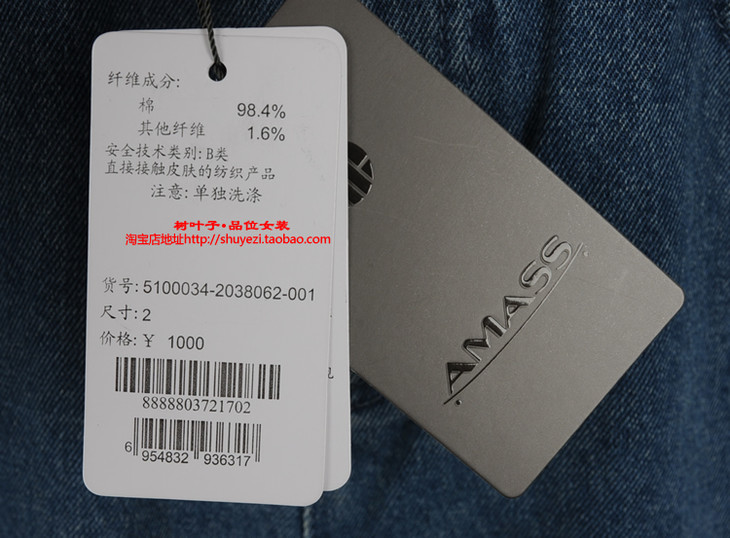 纤维成分:
棉 98.4%
其他纤维 1.6%
安全技术类别: B类
直接接触皮肤的纺织产品
注意: 单独洗涤
树叶子·品位女装
淘宝店地址http://shuyezi.taobao.com
货号: 5100034-2038062-001
尺寸: 2
价格: ￥ 1000
8888803721702
6 954832 936317
AMASS